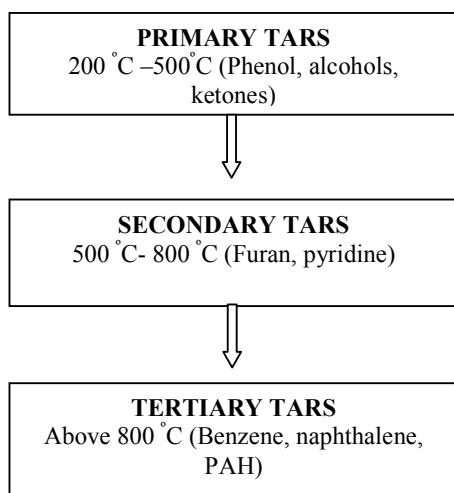 PRIMARY TARS
200 °C –500°C (Phenol, alcohols,
ketones)
SECONDARY TARS
500 °C- 800 °C (Furan, pyridine)
TERTIARY TARS
Above 800 °C (Benzene, naphthalene,
PAH)